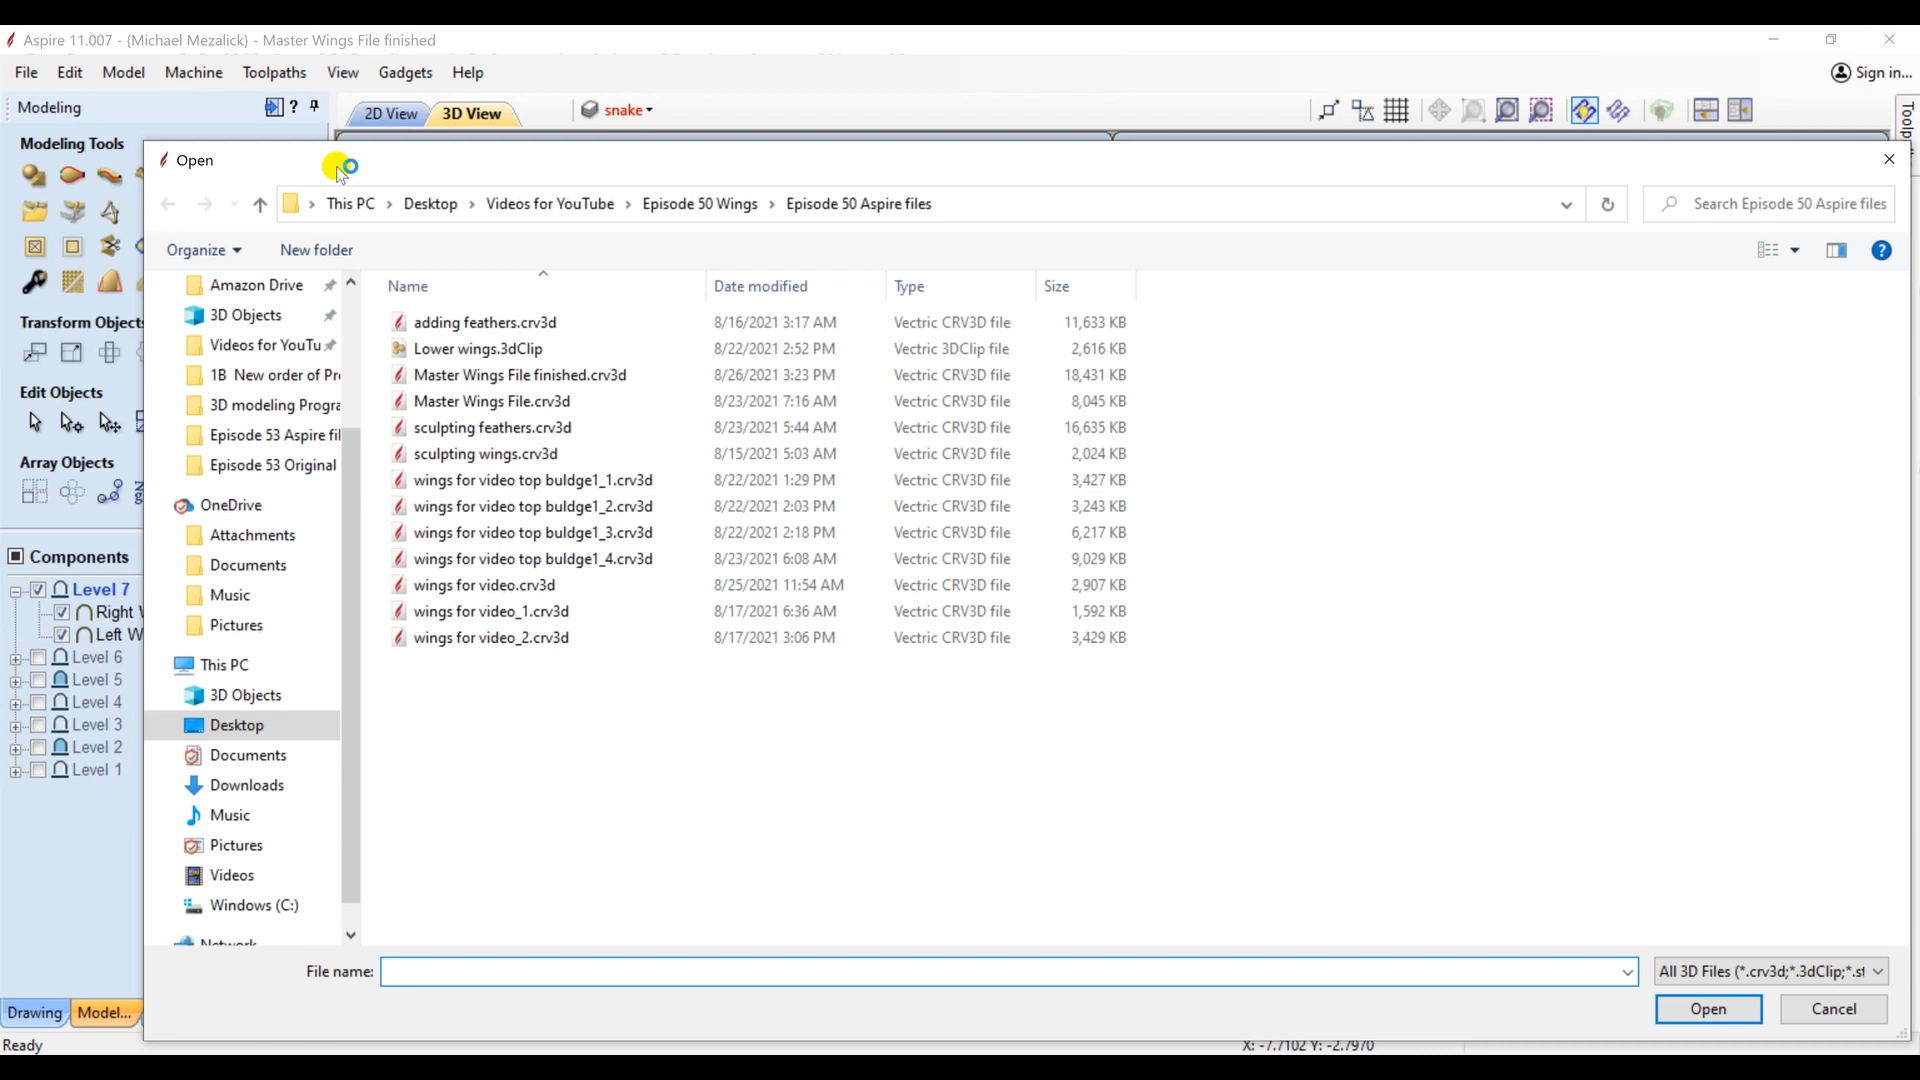 Aspire 11.007 - {Michael Mezalick} - Master Wings File finished
File Edit Model Machine Toolpaths View Gadgets Help
Sign in...
Modeling ?
2D View 3D View snake
Modeling Tools
Open
This PC > Desktop > Videos for YouTube > Episode 50 Wings > Episode 50 Aspire files
Search Episode 50 Aspire files
Organize New folder
Name Date modified Type Size
adding feathers.crv3d 8/16/2021 3:17 AM Vectric CRV3D file 11,633 KB
Lower wings.3dClip 8/22/2021 2:52 PM Vectric 3DClip file 2,616 KB
Master Wings File finished.crv3d 8/26/2021 3:23 PM Vectric CRV3D file 18,431 KB
Master Wings File.crv3d 8/23/2021 7:16 AM Vectric CRV3D file 8,045 KB
sculpting feathers.crv3d 8/23/2021 5:44 AM Vectric CRV3D file 16,635 KB
sculpting wings.crv3d 8/15/2021 5:03 AM Vectric CRV3D file 2,024 KB
wings for video top buldge1_1.crv3d 8/22/2021 1:29 PM Vectric CRV3D file 3,427 KB
wings for video top buldge1_2.crv3d 8/22/2021 2:03 PM Vectric CRV3D file 3,243 KB
wings for video top buldge1_3.crv3d 8/22/2021 2:18 PM Vectric CRV3D file 6,217 KB
wings for video top buldge1_4.crv3d 8/23/2021 6:08 AM Vectric CRV3D file 9,029 KB
wings for video.crv3d 8/25/2021 11:54 AM Vectric CRV3D file 2,907 KB
wings for video_1.crv3d 8/17/2021 6:36 AM Vectric CRV3D file 1,592 KB
wings for video_2.crv3d 8/17/2021 3:06 PM Vectric CRV3D file 3,429 KB
Amazon Drive
3D Objects
Videos for YouTu
1B New order of Pr
3D modeling Progra
Episode 53 Aspire fil
Episode 53 Original
OneDrive
Attachments
Documents
Music
Pictures
This PC
3D Objects
Desktop
Documents
Downloads
Music
Pictures
Videos
Windows (C:)
Network
Transform Objects
Edit Objects
Array Objects
Components
Level 7
Right
Left W
Level 6
Level 5
Level 4
Level 3
Level 2
Level 1
File name:
All 3D Files (*.crv3d;*.3dClip;*.st
Open Cancel
Drawing Model...
Ready
X: -7.7102 Y: -2.7970